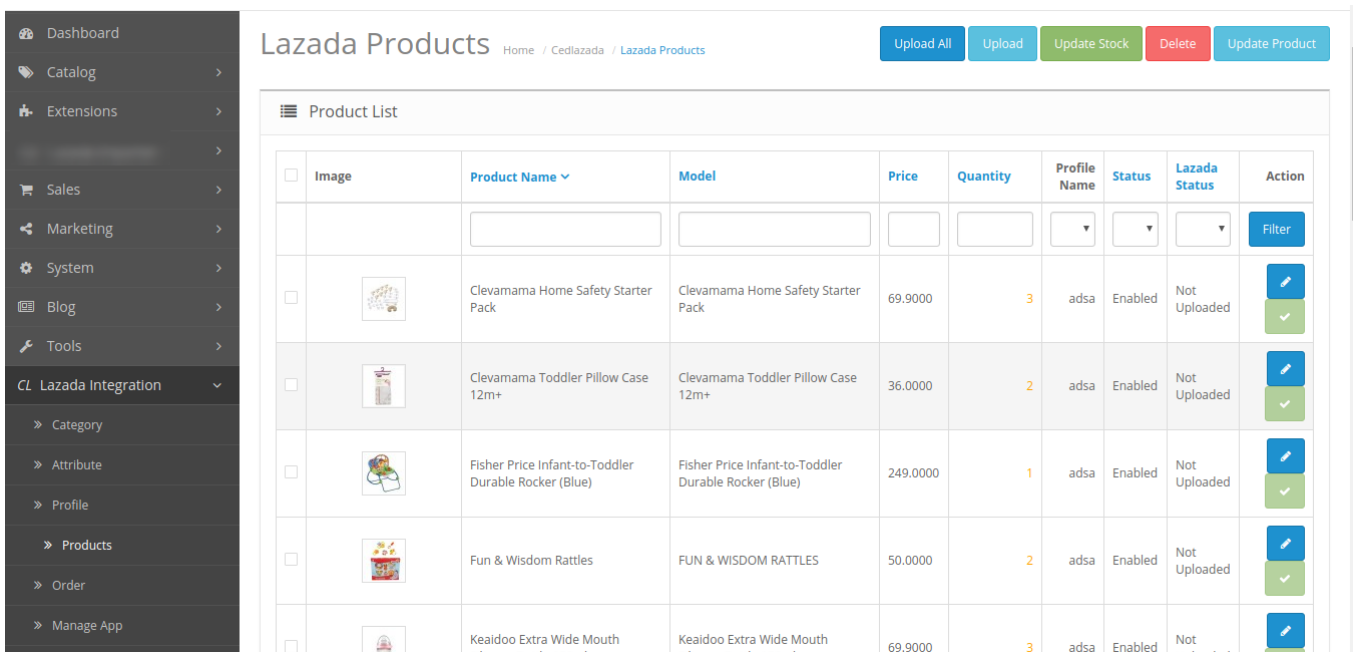 Dashboard
Catalog
Extensions
Sales
Marketing
System
Blog
Tools
CL Lazada Integration
Category
Attribute
Profile
Products
Order
Manage App
Lazada Products Home / Cedlazada / Lazada Products
Upload All Upload Update Stock Delete Update Product
Product List
Image Product Name Model Price Quantity Profile Name Status Lazada Status Action
Filter
Clevamama Home Safety Starter Pack Clevamama Home Safety Starter Pack 69.9000 3 adsa Enabled Not Uploaded
Clevamama Toddler Pillow Case 12m+ Clevamama Toddler Pillow Case 12m+ 36.0000 2 adsa Enabled Not Uploaded
Fisher Price Infant-to-Toddler Durable Rocker (Blue) Fisher Price Infant-to-Toddler Durable Rocker (Blue) 249.0000 1 adsa Enabled Not Uploaded
Fun & Wisdom Rattles FUN & WISDOM RATTLES 50.0000 2 adsa Enabled Not Uploaded
Keaidoo Extra Wide Mouth Keaidoo Extra Wide Mouth 69.9000 3 adsa Enabled Not